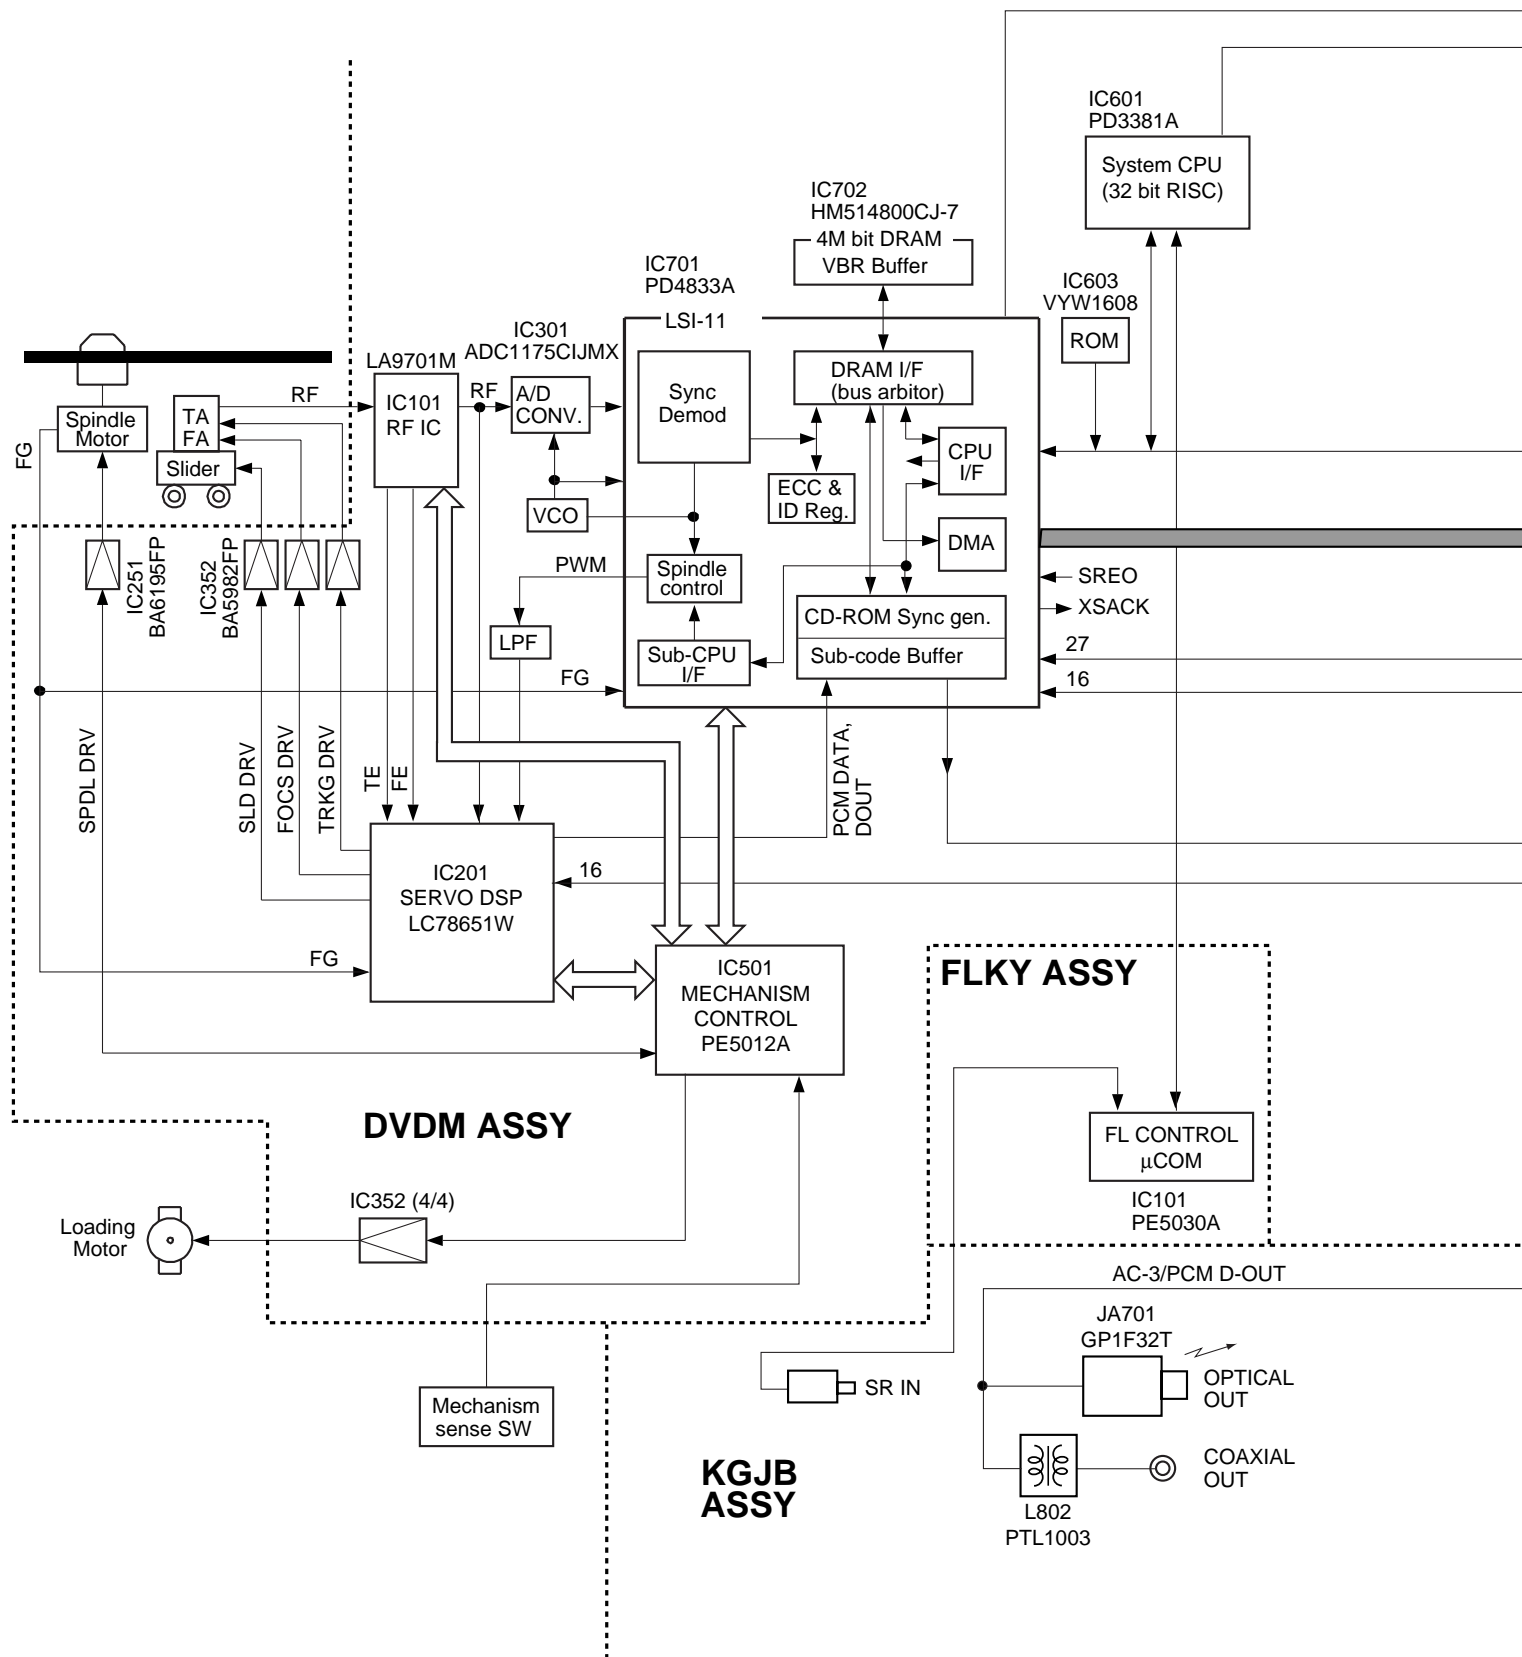 IC601
PD3381A
System CPU
(32 bit RISC)
IC702
HM514800CJ-7
4M bit DRAM
VBR Buffer
IC701
PD4833A
LSI-11
IC603
VYW1608
ROM
IC301
ADC1175CIJMX
LA9701M
RF
IC101
RF IC
RF
A/D
CONV.
Sync
Demod
DRAM I/F
(bus arbitor)
Spindle
Motor
TA
FA
Slider
FG
CPU
I/F
ECC &
ID Reg.
VCO
DMA
IC251
BA6195FP
IC352
BA5982FP
PWM
Spindle
control
SREO
XSACK
CD-ROM Sync gen.
Sub-code Buffer
LPF
Sub-CPU
I/F
27
16
FG
SPDL DRV
SLD DRV
FOCS DRV
TRKG DRV
TE
FE
PCM DATA,
DOUT
IC201
SERVO DSP
LC78651W
16
FG
IC501
MECHANISM
CONTROL
PE5012A
FLKY ASSY
DVDM ASSY
FL CONTROL
μCOM
IC101
PE5030A
IC352 (4/4)
Loading
Motor
AC-3/PCM D-OUT
JA701
GP1F32T
SR IN
OPTICAL
OUT
Mechanism
sense SW
KGJB
ASSY
COAXIAL
OUT
L802
PTL1003